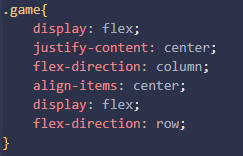 .game{
    display: flex;
    justify-content: center;
    flex-direction: column;
    align-items: center;
    display: flex;
    flex-direction: row;
}